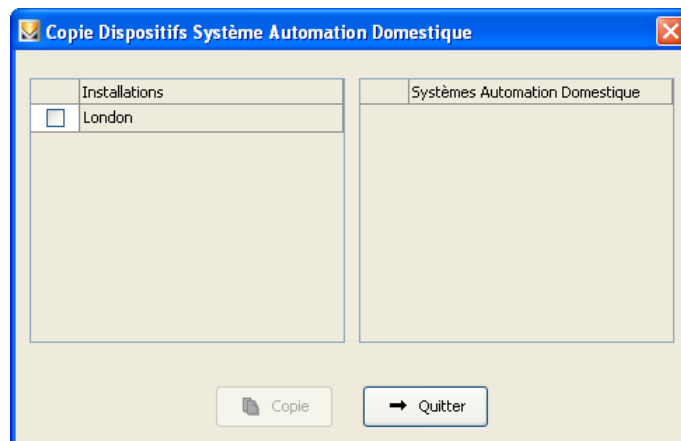 Copie Dispositifs Système Automation Domestique
Installations
Systèmes Automation Domestique
London
Copie
Quitter